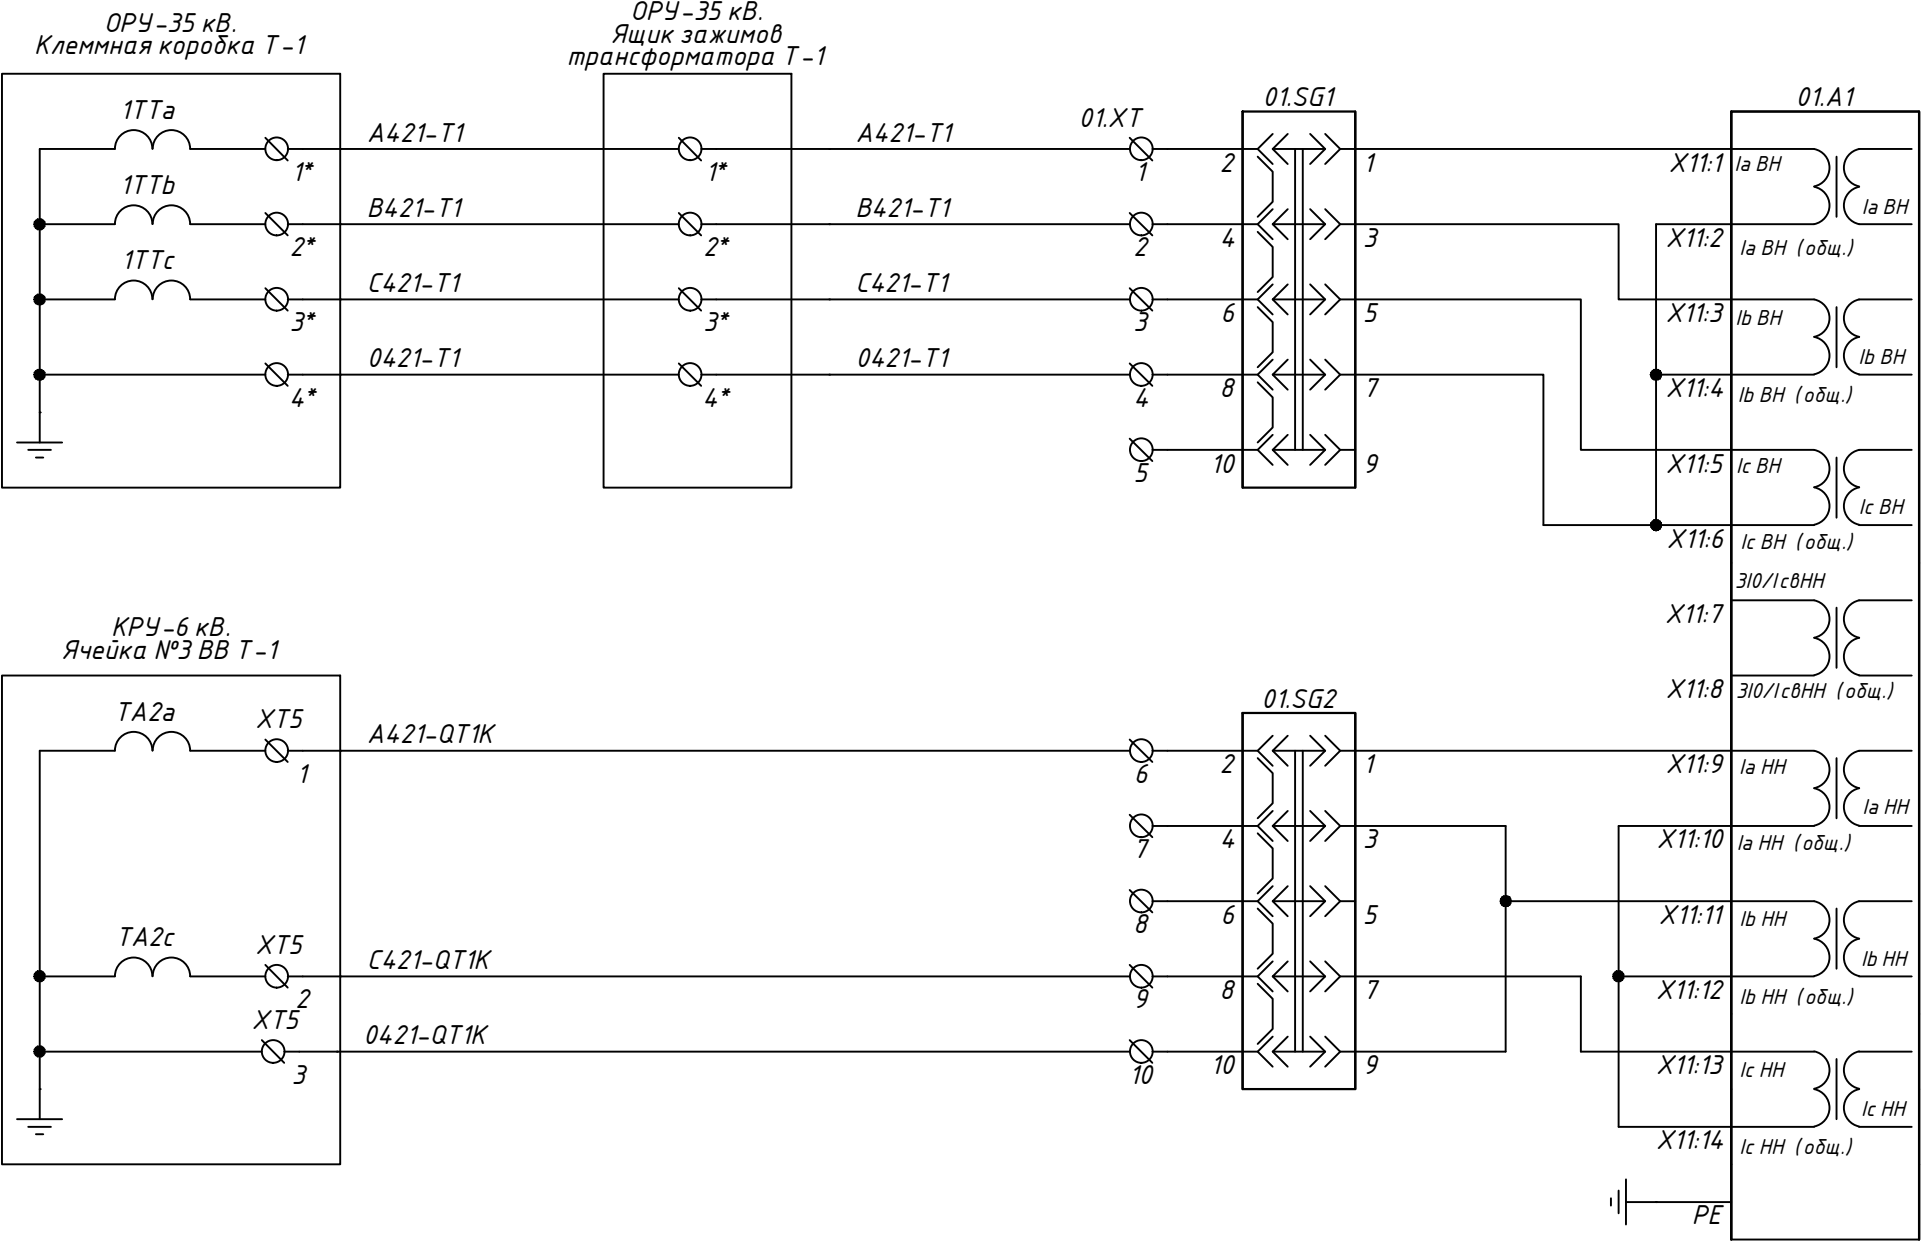 ОРУ-35 кВ.
Клеммная коробка Т-1
ОРУ-35 кВ.
Ящик зажимов
трансформатора Т-1
1ТТа
1*
А421-Т1
1*
А421-Т1
01.XT
1
01.SG1
2
1
01.A1
X11:1
Ia ВН
Ia ВН
1ТТb
2*
В421-Т1
2*
В421-Т1
2
4
3
X11:2
Ia ВН (общ.)
1ТТс
3*
С421-Т1
3*
С421-Т1
3
6
5
X11:3
Ib ВН
Ib ВН
4*
0421-Т1
4*
0421-Т1
4
8
7
X11:4
Ib ВН (общ.)
5
10
9
X11:5
Ic ВН
Ic ВН
X11:6
Ic ВН (общ.)
3I0/IсвНН
X11:7
X11:8
3I0/IсвНН (общ.)
КРУ-6 кВ.
Ячейка №3 ВВ Т-1
ТА2а
ХТ5
1
А421-QT1K
6
01.SG2
2
1
X11:9
Ia НН
Ia НН
7
4
3
X11:10
Ia НН (общ.)
8
6
5
X11:11
Ib НН
Ib НН
ТА2с
ХТ5
2
С421-QT1K
9
8
7
X11:12
Ib НН (общ.)
ХТ5
3
0421-QT1K
10
10
9
X11:13
Ic НН
Ic НН
X11:14
Ic НН (общ.)
PE